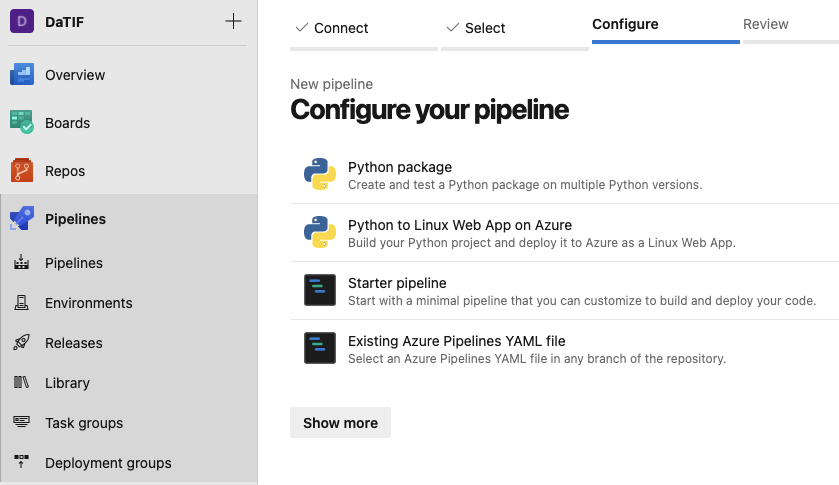 D DaTIF
Overview
Boards
Repos
Pipelines
Pipelines
Environments
Releases
Library
Task groups
Deployment groups
Connect
Select
Configure
Review
New pipeline
Configure your pipeline
Python package
Create and test a Python package on multiple Python versions.
Python to Linux Web App on Azure
Build your Python project and deploy it to Azure as a Linux Web App.
Starter pipeline
Start with a minimal pipeline that you can customize to build and deploy your code.
Existing Azure Pipelines YAML file
Select an Azure Pipelines YAML file in any branch of the repository.
Show more